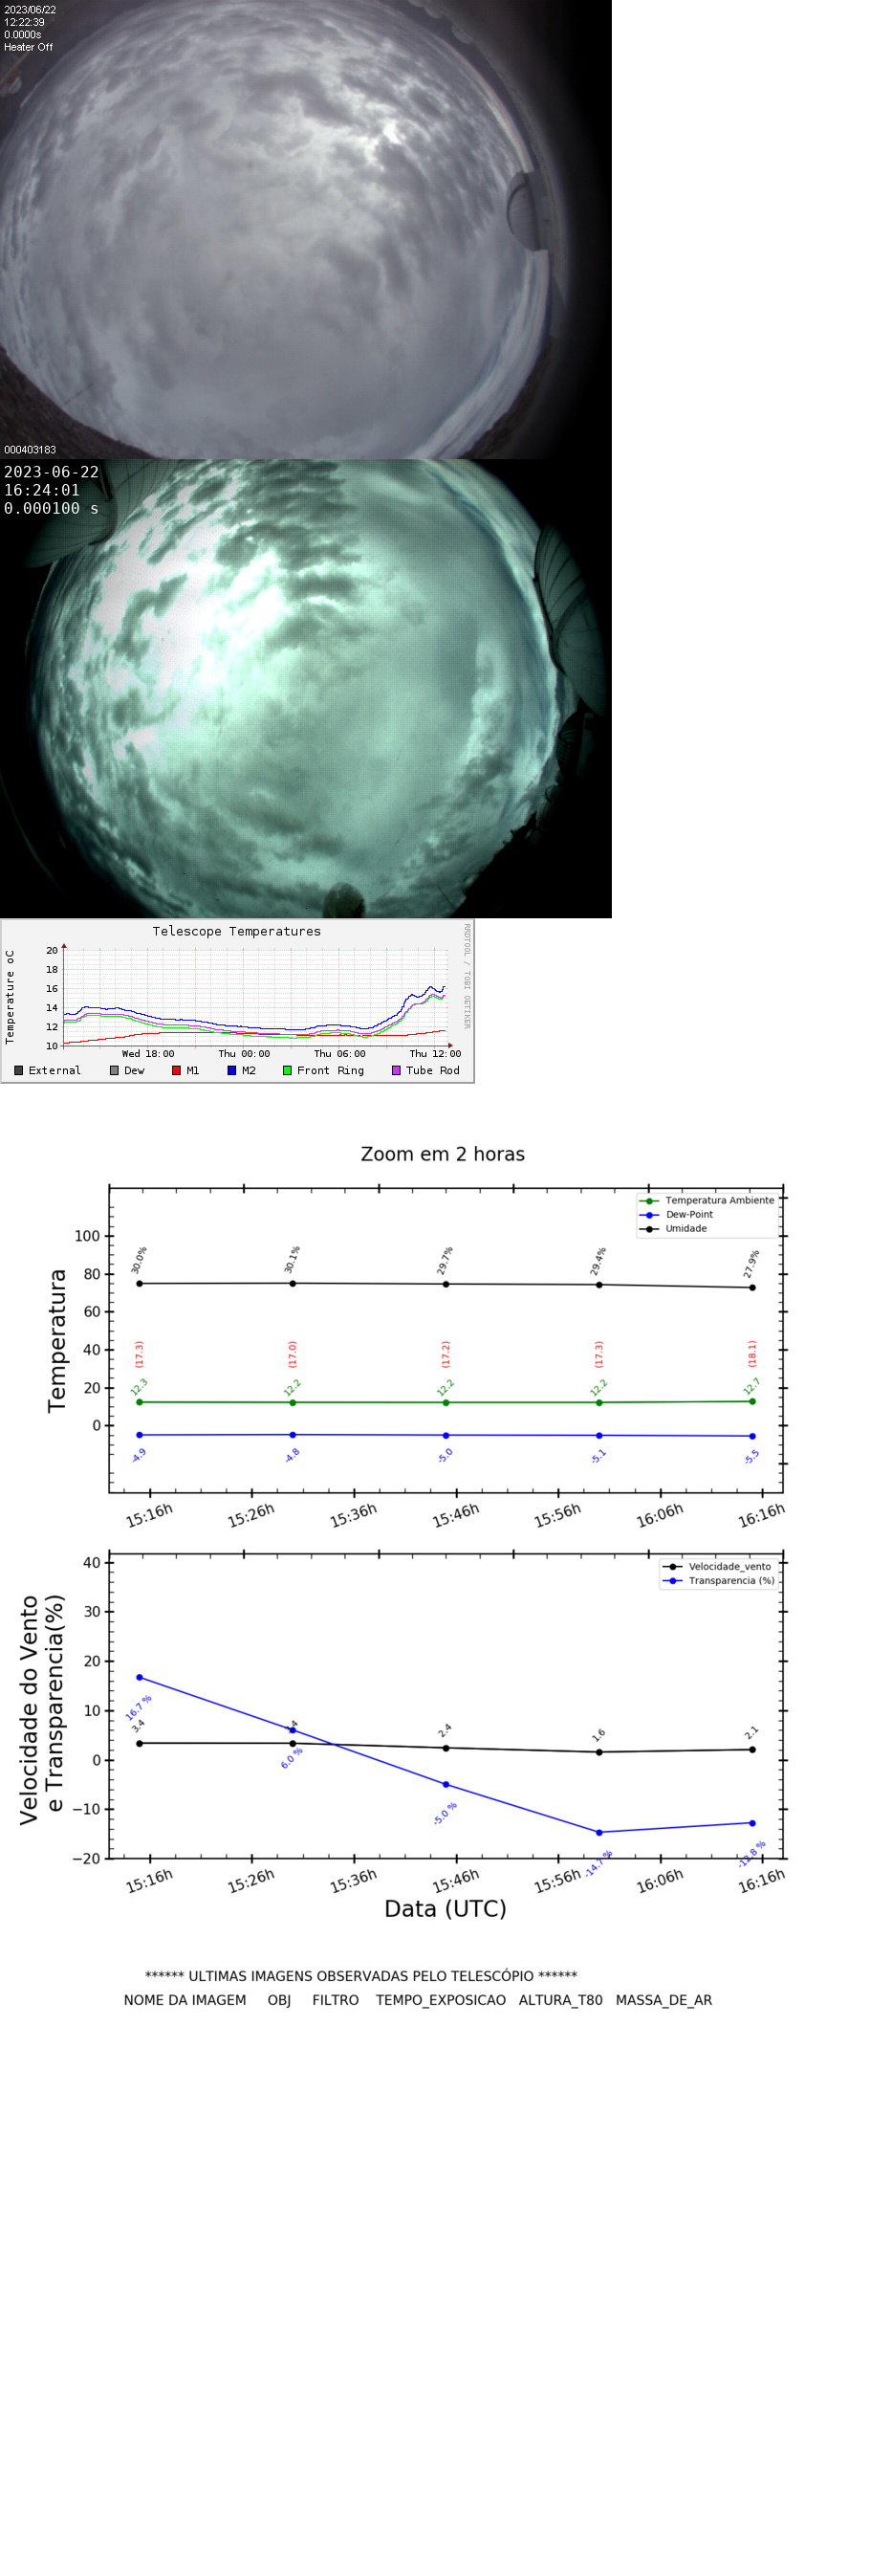 2023/06/22
12:22:39
0.0000s
Heater Off
000403183
2023-06-22
16:24:01
0.000100 s
Telescope Temperatures
RRDTOOL / TOBI OETIKER
Temperature oC
20
18
16
14
12
10
Wed 18:00 Thu 00:00 Thu 06:00 Thu 12:00
External Dew M1 M2 Front Ring Tube Rod
Zoom em 2 horas
Temperatura Ambiente
Dew-Point
Umidade
Temperatura
100
80
60
40
20
0
30.0% 30.1% 29.7% 29.4% 27.9%
(17.3) (17.0) (17.2) (17.3) (18.1)
12.3 12.2 12.2 12.2 12.7
-4.9 -4.8 -5.0 -5.1 -5.5
15:16h 15:26h 15:36h 15:46h 15:56h 16:06h 16:16h
Velocidade_vento
Transparencia (%)
Velocidade do Vento
e Transparencia(%)
40
30
20
10
0
−10
−20
16.7 % 6.0 % -5.0 % -14.7 % -12.8 %
3.4 2.4 1.6 2.1
15:16h 15:26h 15:36h 15:46h 15:56h 16:06h 16:16h
Data (UTC)
****** ULTIMAS IMAGENS OBSERVADAS PELO TELESCÓPIO ******
NOME DA IMAGEM OBJ FILTRO TEMPO_EXPOSICAO ALTURA_T80 MASSA_DE_AR